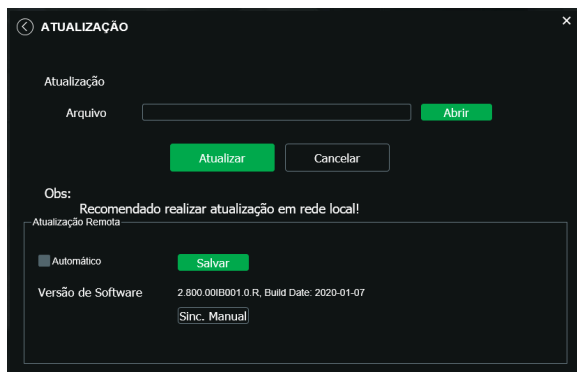 ATUALIZAÇÃO
Atualização
Arquivo
Abrir
Atualizar
Cancelar
Obs:
Recomendado realizar atualização em rede local!
Atualização Remota
Automático
Salvar
Versão de Software
2.800.00IB001.0.R, Build Date: 2020-01-07
Sinc. Manual